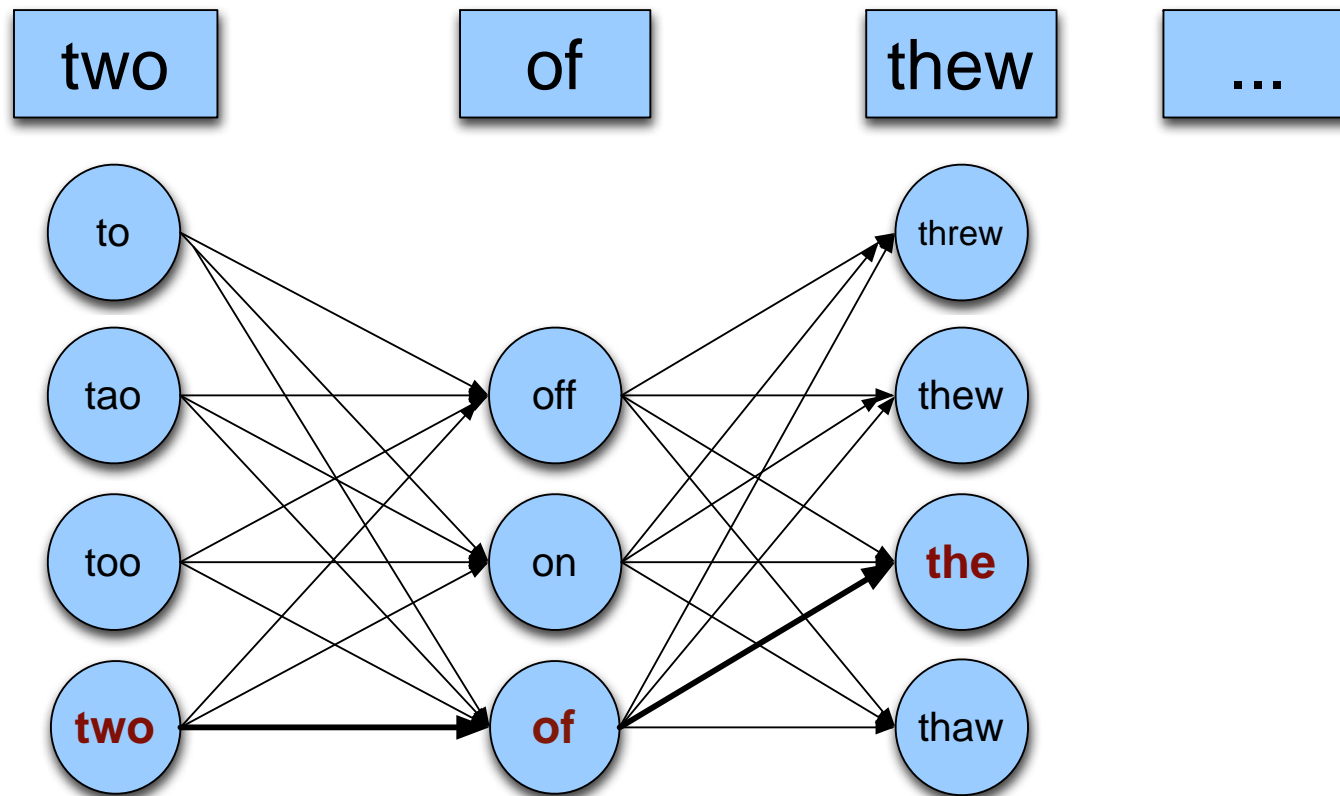 two of thew ...
to threw
tao off thew
too on the
two of thaw